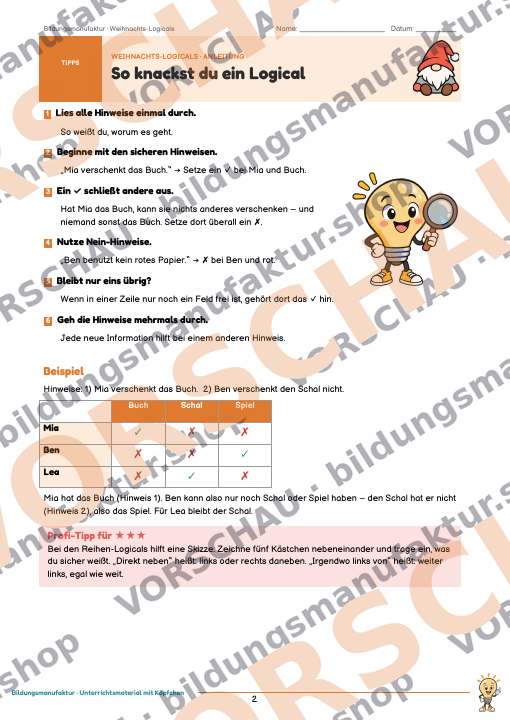 Bildungsmanufaktur · Weihnachts-Logicals Name: Datum:
TIPPS
WEIHNACHTS-LOGICALS · ANLEITUNG
So knackst du ein Logical
1 Lies alle Hinweise einmal durch.
So weißt du, worum es geht.
2 Beginne mit den sicheren Hinweisen.
„Mia verschenkt das Buch.“ → Setze ein ✓ bei Mia und Buch.
3 Ein ✓ schließt andere aus.
Hat Mia das Buch, kann sie nichts anderes verschenken – und
niemand sonst das Buch. Setze dort überall ein ✗.
4 Nutze Nein-Hinweise.
„Ben benutzt kein rotes Papier.“ → ✗ bei Ben und rot.
5 Bleibt nur eins übrig?
Wenn in einer Zeile nur noch ein Feld frei ist, gehört dort das ✓ hin.
6 Geh die Hinweise mehrmals durch.
Jede neue Information hilft bei einem anderen Hinweis.
Beispiel
Hinweise: 1) Mia verschenkt das Buch. 2) Ben verschenkt den Schal nicht.
Buch Schal Spiel
Mia ✓ ✗ ✗
Ben ✗ ✗ ✓
Lea ✗ ✓ ✗
Mia hat das Buch (Hinweis 1). Ben kann also nur noch Schal oder Spiel haben – den Schal hat er nicht
(Hinweis 2), also das Spiel. Für Lea bleibt der Schal.
Profi-Tipp für ★★★
Bei den Reihen-Logicals hilft eine Skizze: Zeichne fünf Kästchen nebeneinander und trage ein, was
du sicher weißt. „Direkt neben“ heißt: links oder rechts daneben. „Irgendwo links von“ heißt: weiter
links, egal wie weit.
Bildungsmanufaktur · Unterrichtsmaterial mit Köpfchen
2
VORSCHAU · bildungsmanufaktur.shop
VORSCHAU